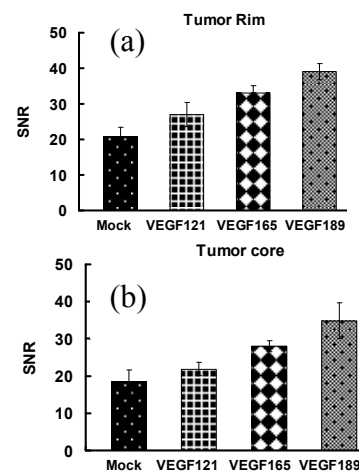 Tumor Rim
(a)
50
40
30
20
10
0
SNR
Mock VEGF121 VEGF165 VEGF189
Tumor core
(b)
50
40
30
20
10
0
SNR
Mock VEGF121 VEGF165 VEGF189